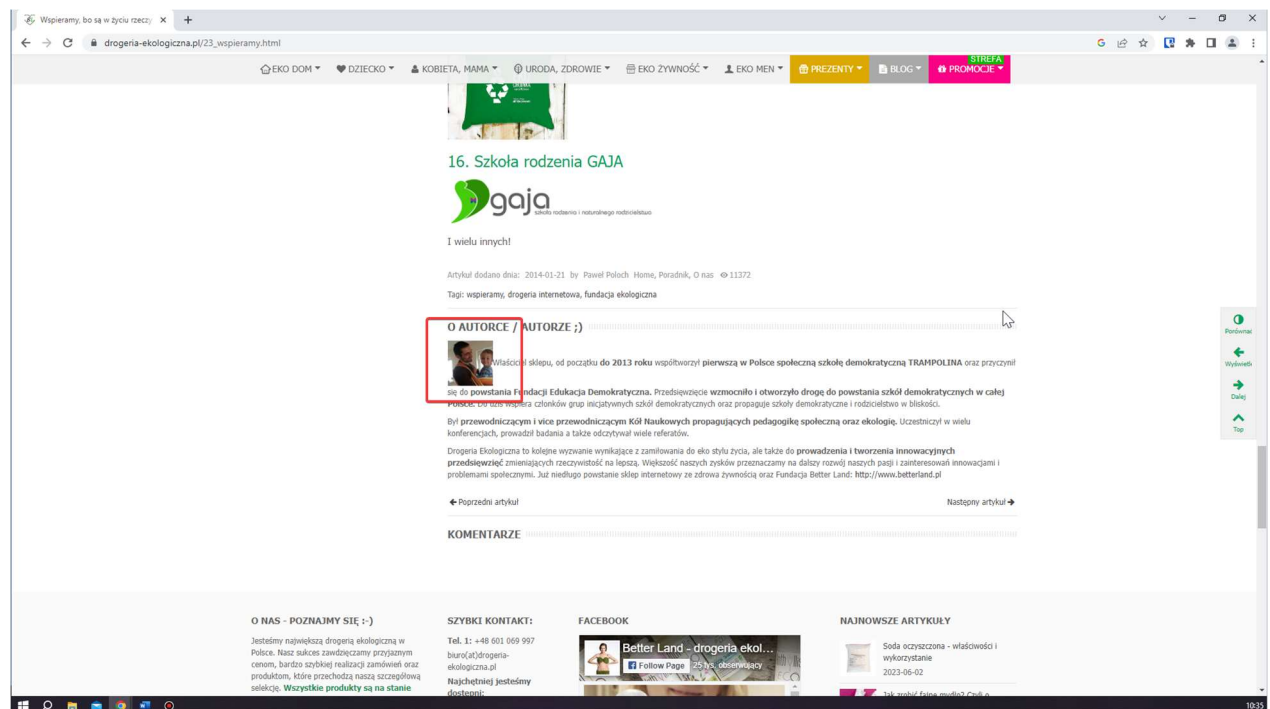 Wspieramy, bo są w życiu rzeczy
drogeria-ekologiczna.pl/23_wspieramy.html
EKO DOM DZIECKO KOBIETA, MAMA URODA, ZDROWIE EKO ŻYWNOŚĆ EKO MEN PREZENTY BLOG PROMOCJE
STREFA
16. Szkoła rodzenia GAJA
gaja
szkoła rodzenia i naturalnego rodzicielstwa
I wielu innych!
Artykuł dodano dnia: 2014-01-21 by Paweł Poloch Home, Poradnik, O nas 11372
Tagi: wspieramy, drogeria internetowa, fundacja ekologiczna
O AUTORCE / AUTORZE ;)
Właściciel sklepu, od początku do 2013 roku współtworzył pierwszą w Polsce społeczną szkołę demokratyczną TRAMPOLINA oraz przyczynił
się do powstania Fundacji Edukacja Demokratyczna. Przedsięwzięcie wzmocniło i otworzyło drogę do powstania szkół demokratycznych w całej
Polsce. Do dziś wspiera członków grup inicjatywnych szkół demokratycznych oraz propaguje szkoły demokratyczne i rodzicielstwo w bliskości.
Był przewodniczącym i vice przewodniczącym Kół Naukowych propagujących pedagogikę społeczną oraz ekologię. Uczestniczył w wielu
konferencjach, prowadził badania a także odczytywał wiele referatów.
Drogeria Ekologiczna to kolejne wyzwanie wynikające z zamiłowania do eko stylu życia, ale także do prowadzenia i tworzenia innowacyjnych
przedsięwzięć zmieniających rzeczywistość na lepszą. Większość naszych zysków przeznaczamy na dalszy rozwój naszych pasji i zainteresowań innowacjami i
problemami społecznymi. Już niedługo powstanie sklep internetowy ze zdrowa żywnością oraz Fundacja Better Land: http://www.betterland.pl
Poprzedni artykuł Następny artykuł
KOMENTARZE
Porównaj
Dalej
Top
O NAS - POZNAJMY SIĘ :-)
Jesteśmy największą drogerią ekologiczną w
Polsce. Nasz sukces zawdzięczamy przyjaznym
cenom, bardzo szybkiej realizacji zamówień oraz
produktom, które przechodzą naszą szczegółową
selekcję. Wszystkie produkty są na stanie
SZYBKI KONTAKT:
Tel. 1: +48 601 069 997
biuro(at)drogeria-
ekologiczna.pl
Najchętniej jesteśmy
dostępni:
FACEBOOK
Better Land - drogeria ekol...
Follow Page 25 tys. obserwujący
NAJNOWSZE ARTYKUŁY
Soda oczyszczona - właściwości i
wykorzystanie
2023-06-02
Jak zrobić fajne mydło? Czyli o
10:35